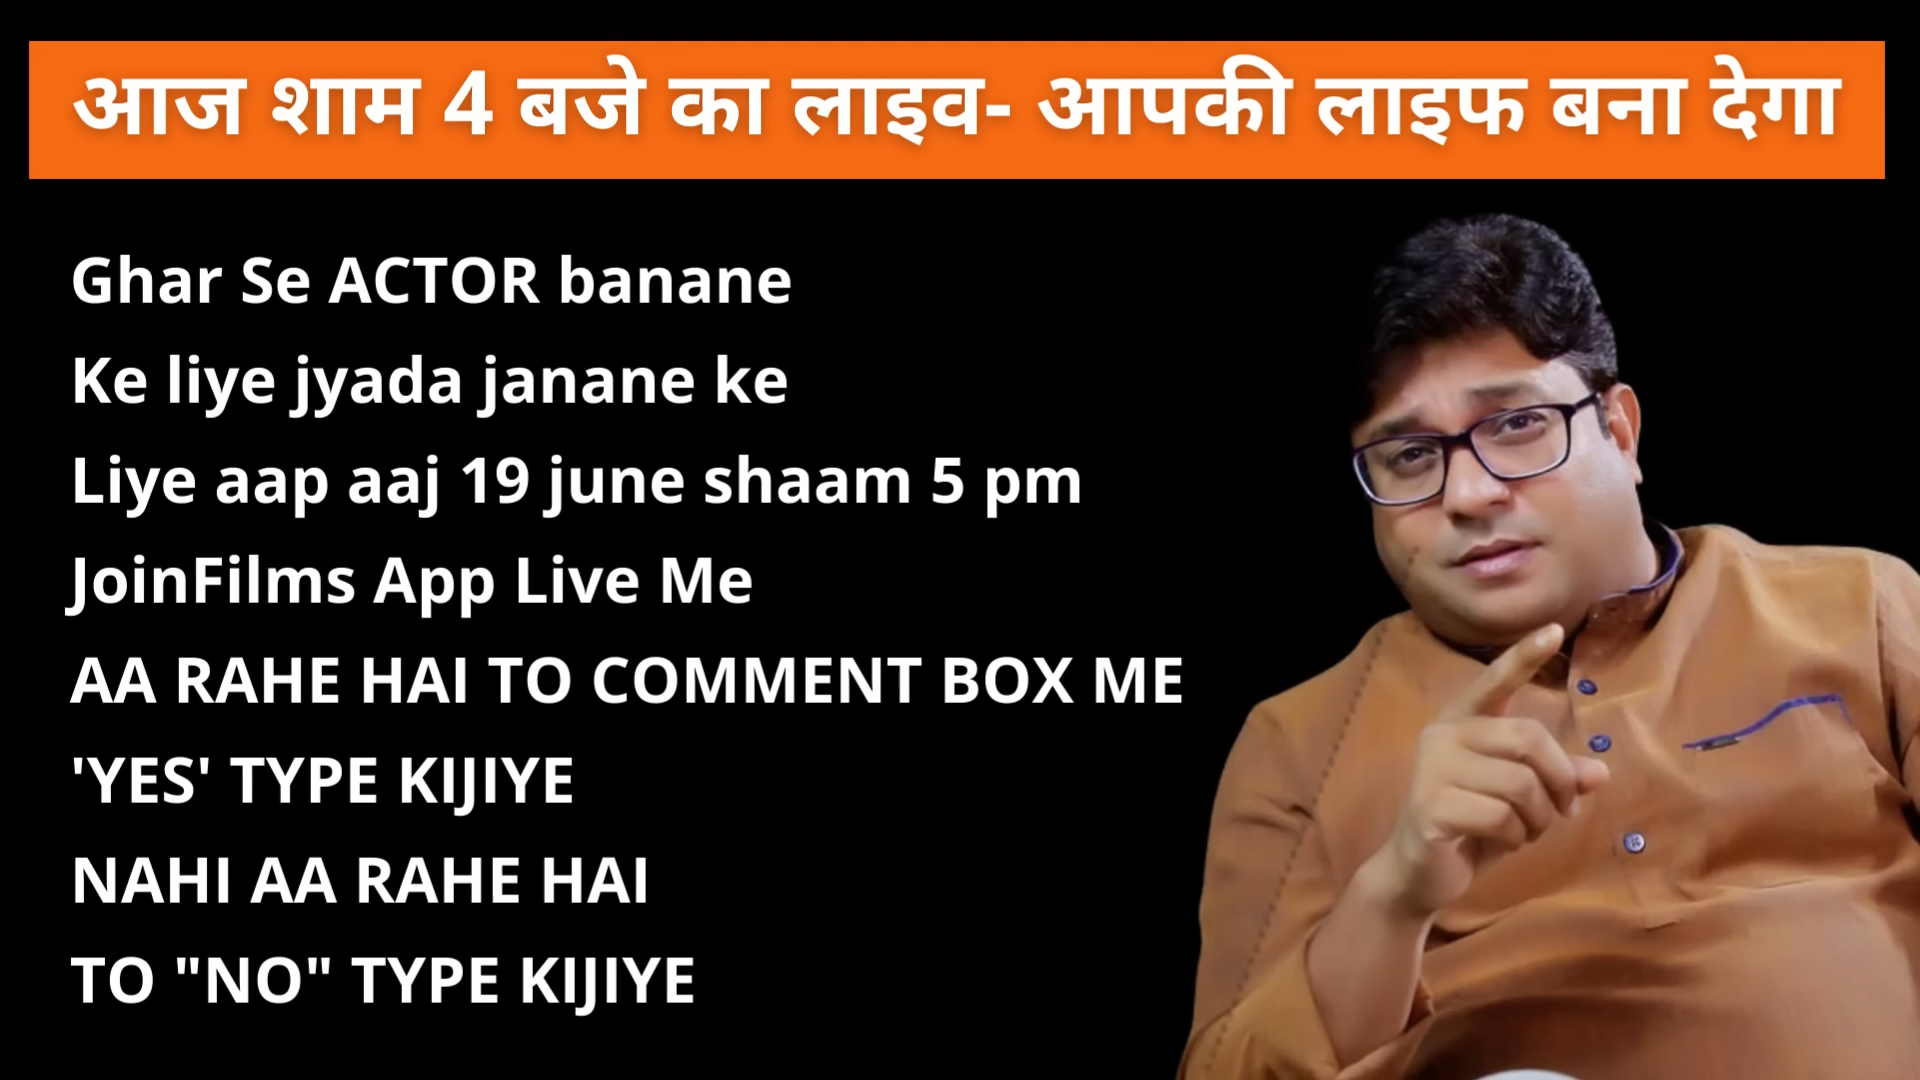 आज शाम 4 बजे का लाइव- आपकी लाइफ बना देगा
Ghar Se ACTOR banane
Ke liye jyada janane ke
Liye aap aaj 19 june shaam 5 pm
JoinFilms App Live Me
AA RAHE HAI TO COMMENT BOX ME
'YES' TYPE KIJIYE
NAHI AA RAHE HAI
TO "NO" TYPE KIJIYE